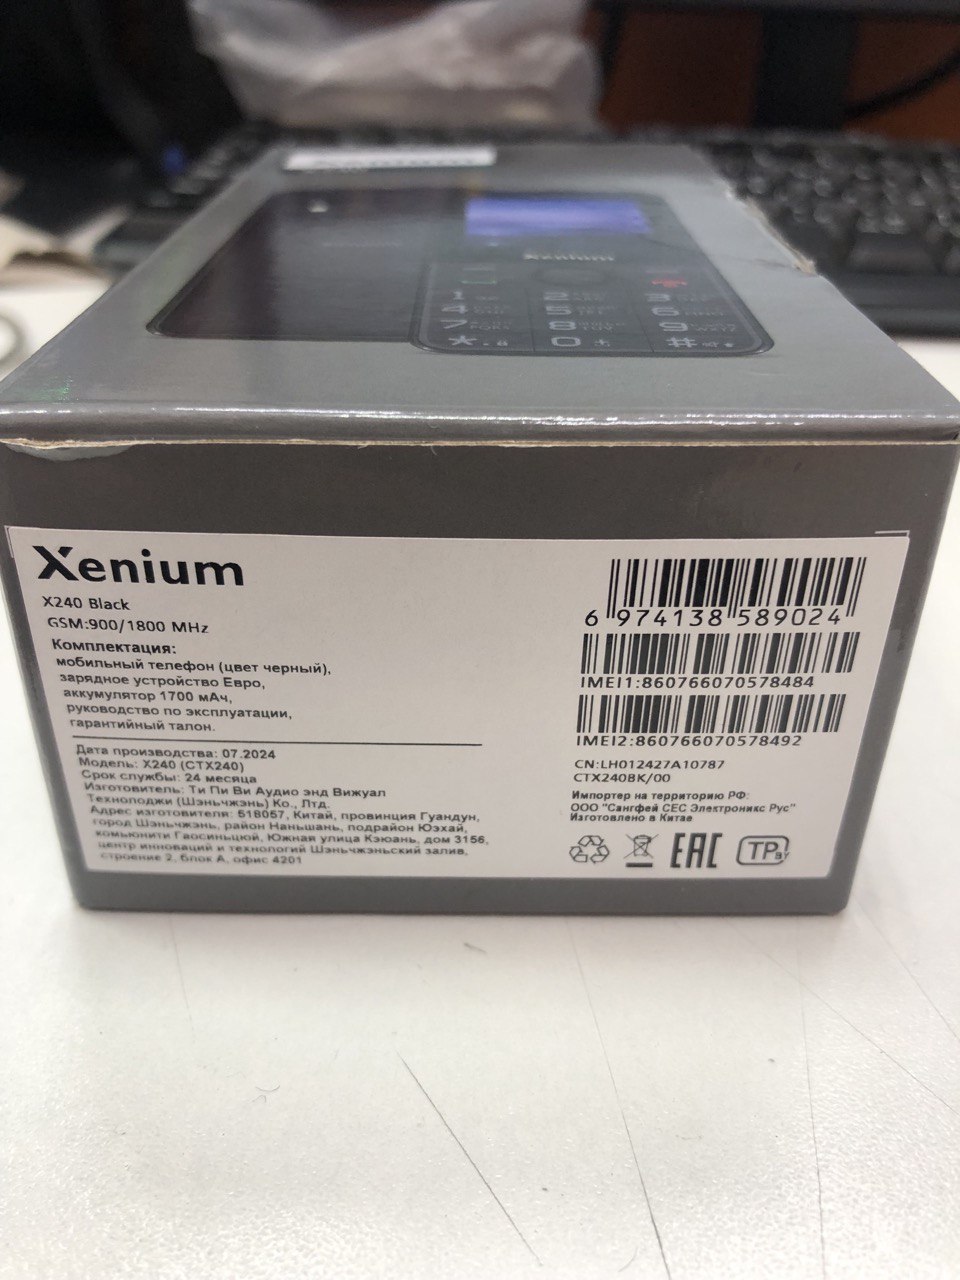 Xenium
1
2
3
4
5
6
7
8
9
*
0
#
Xenium
X240 Black
GSM:900/1800 MHz
Комплектация:
мобильный телефон (цвет черный),
зарядное устройство Евро,
аккумулятор 1700 мАч,
руководство по эксплуатации,
гарантийный талон.
Дата производства: 07.2024
Модель: X240 (CTX240)
Срок службы: 24 месяца
Изготовитель: Ти Пи Ви Аудио энд Вижуал
Технолоджи (Шэньчжэнь) Ко., Лтд.
Адрес изготовителя: 518057, Китай, провинция Гуандун,
город Шэньчжэнь, район Наньшань, подрайон Юэхай,
комьюнити Гаосиньцюй, Южная улица Кэюань, дом 3156,
центр инноваций и технологий Шэньчжэньский залив,
строение 2, блок А, офис 4201
6 974138 589024
IMEI1:860766070578484
IMEI2:860766070578492
CN:LH012427A10787
CTX240BK/00
Импортер на территорию РФ:
ООО "Сангфей СЕС Электроникс Рус"
Изготовлено в Китае
EAC
TP BY